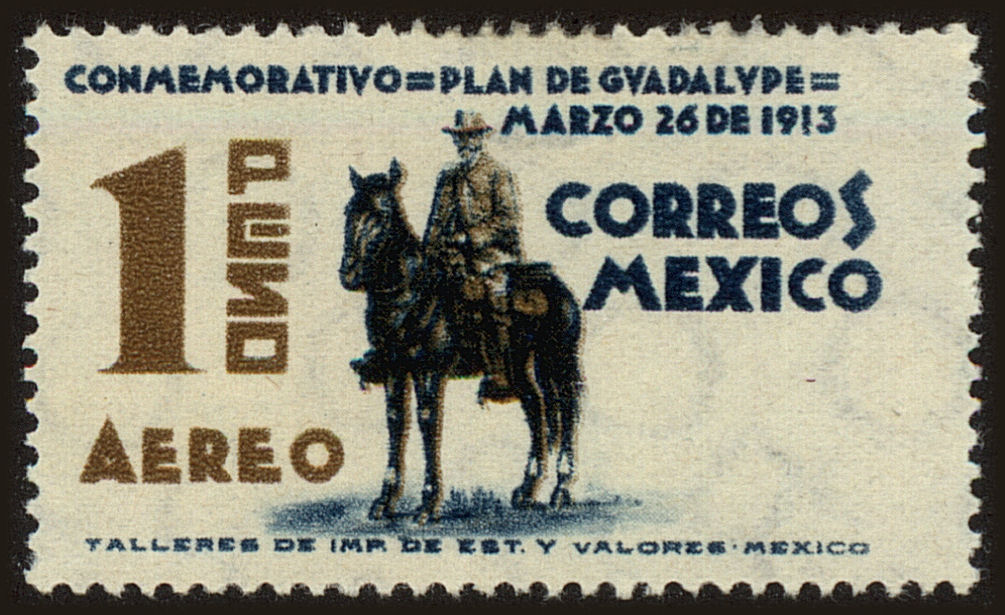 CONMEMORATIVO=PLAN DE GVADALVPE=
MARZO 26 DE 1913
1 PESO
CORREOS
MEXICO
AEREO
TALLERES DE IMP. DE EST. Y VALORES·MEXICO